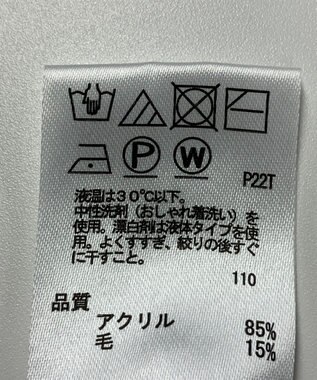 P W P22T
液温は30℃以下。
中性洗剤（おしゃれ着洗い）を
使用。漂白剤は液体タイプを使
用。よくすすぎ、絞りの後すぐ
に干すこと。
110
品質
アクリル 85%
毛 15%